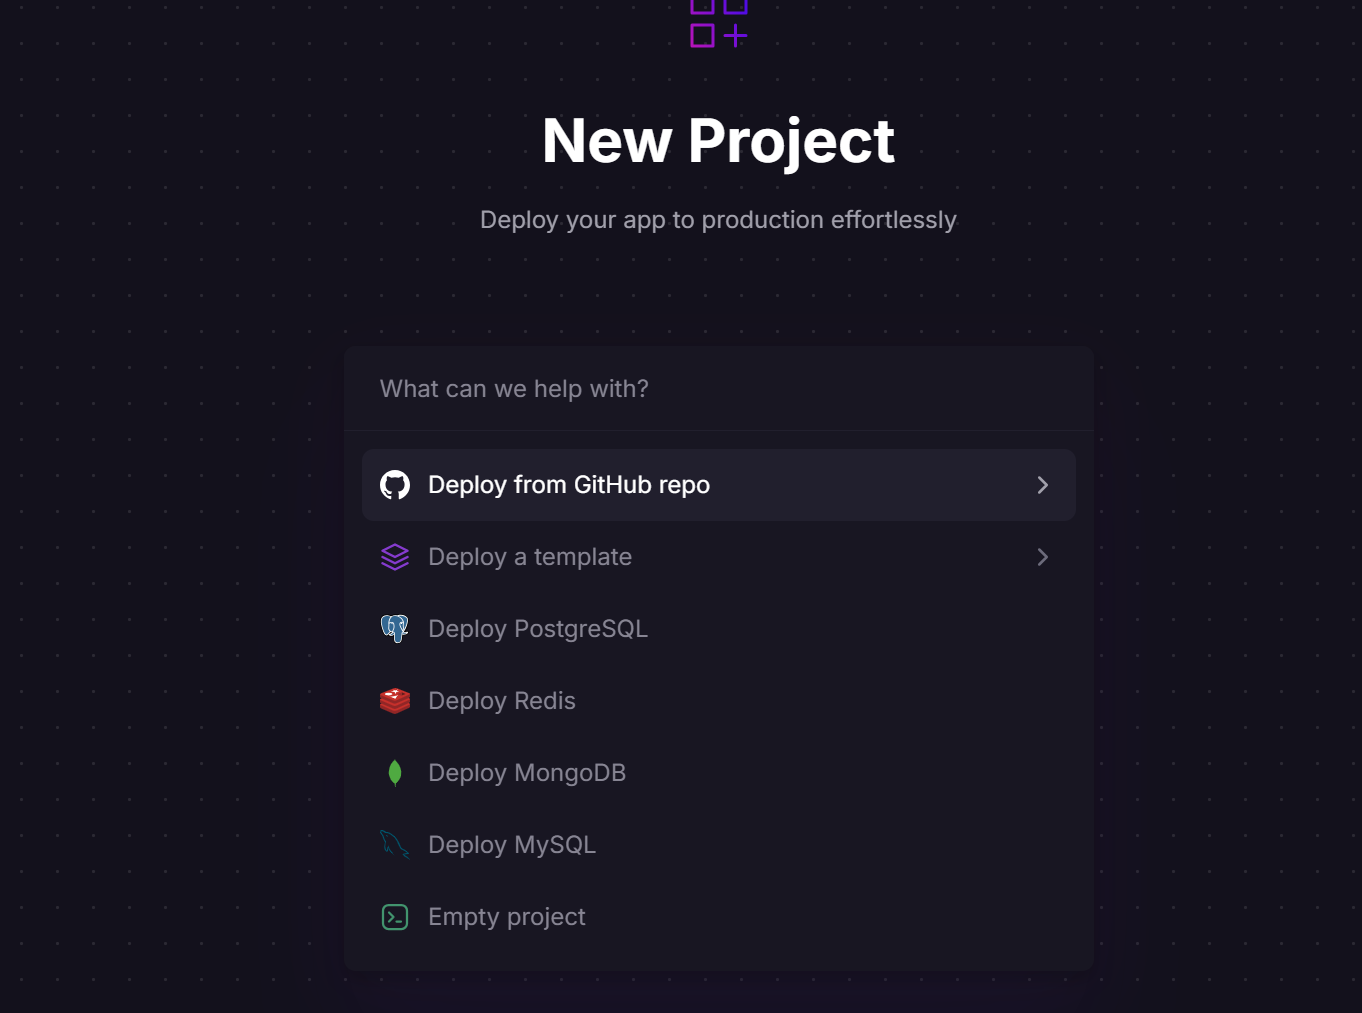 New Project
Deploy your app to production effortlessly
What can we help with?
Deploy from GitHub repo
Deploy a template
Deploy PostgreSQL
Deploy Redis
Deploy MongoDB
Deploy MySQL
Empty project